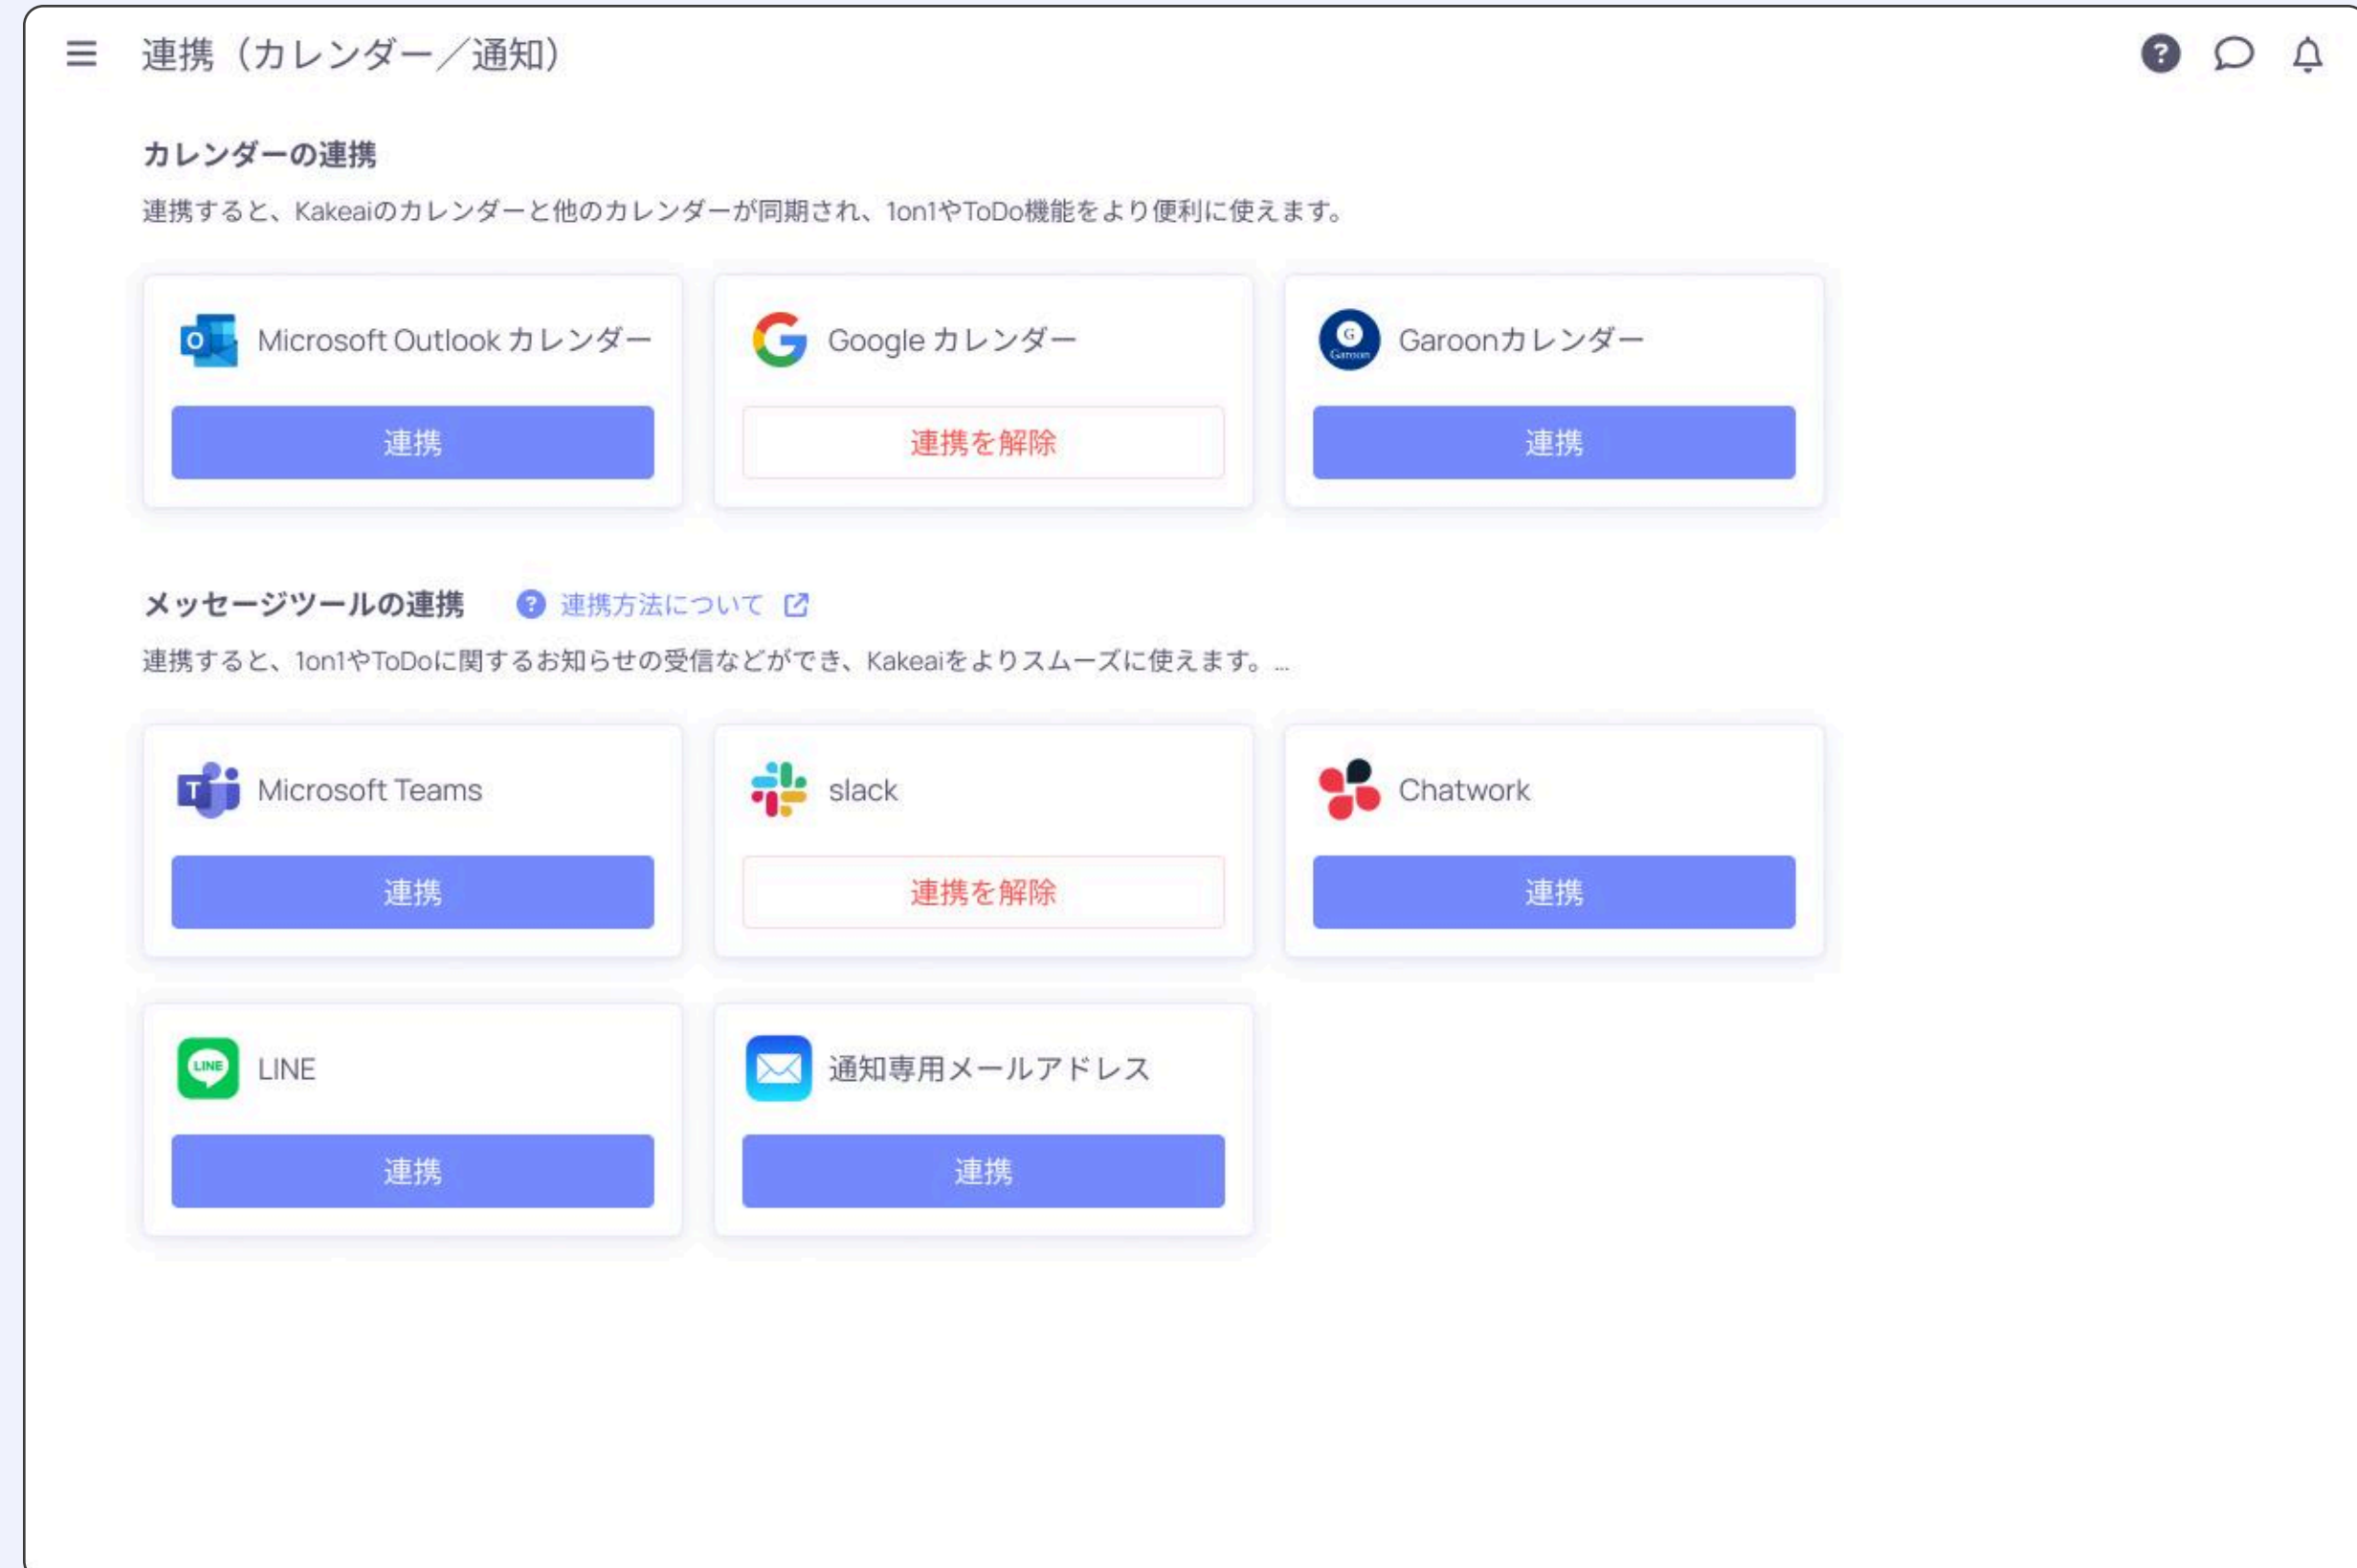 連携（カレンダー／通知）
カレンダーの連携
連携すると、Kakeaiのカレンダーと他のカレンダーが同期され、1on1やToDo機能をより便利に使えます。
Microsoft Outlook カレンダー
連携
Google カレンダー
連携を解除
G
Garoon
Garoonカレンダー
連携
メッセージツールの連携
連携方法について
連携すると、1on1やToDoに関するお知らせの受信などができ、Kakeaiをよりスムーズに使えます。...
Microsoft Teams
連携
slack
連携を解除
Chatwork
連携
LINE
LINE
連携
通知専用メールアドレス
連携